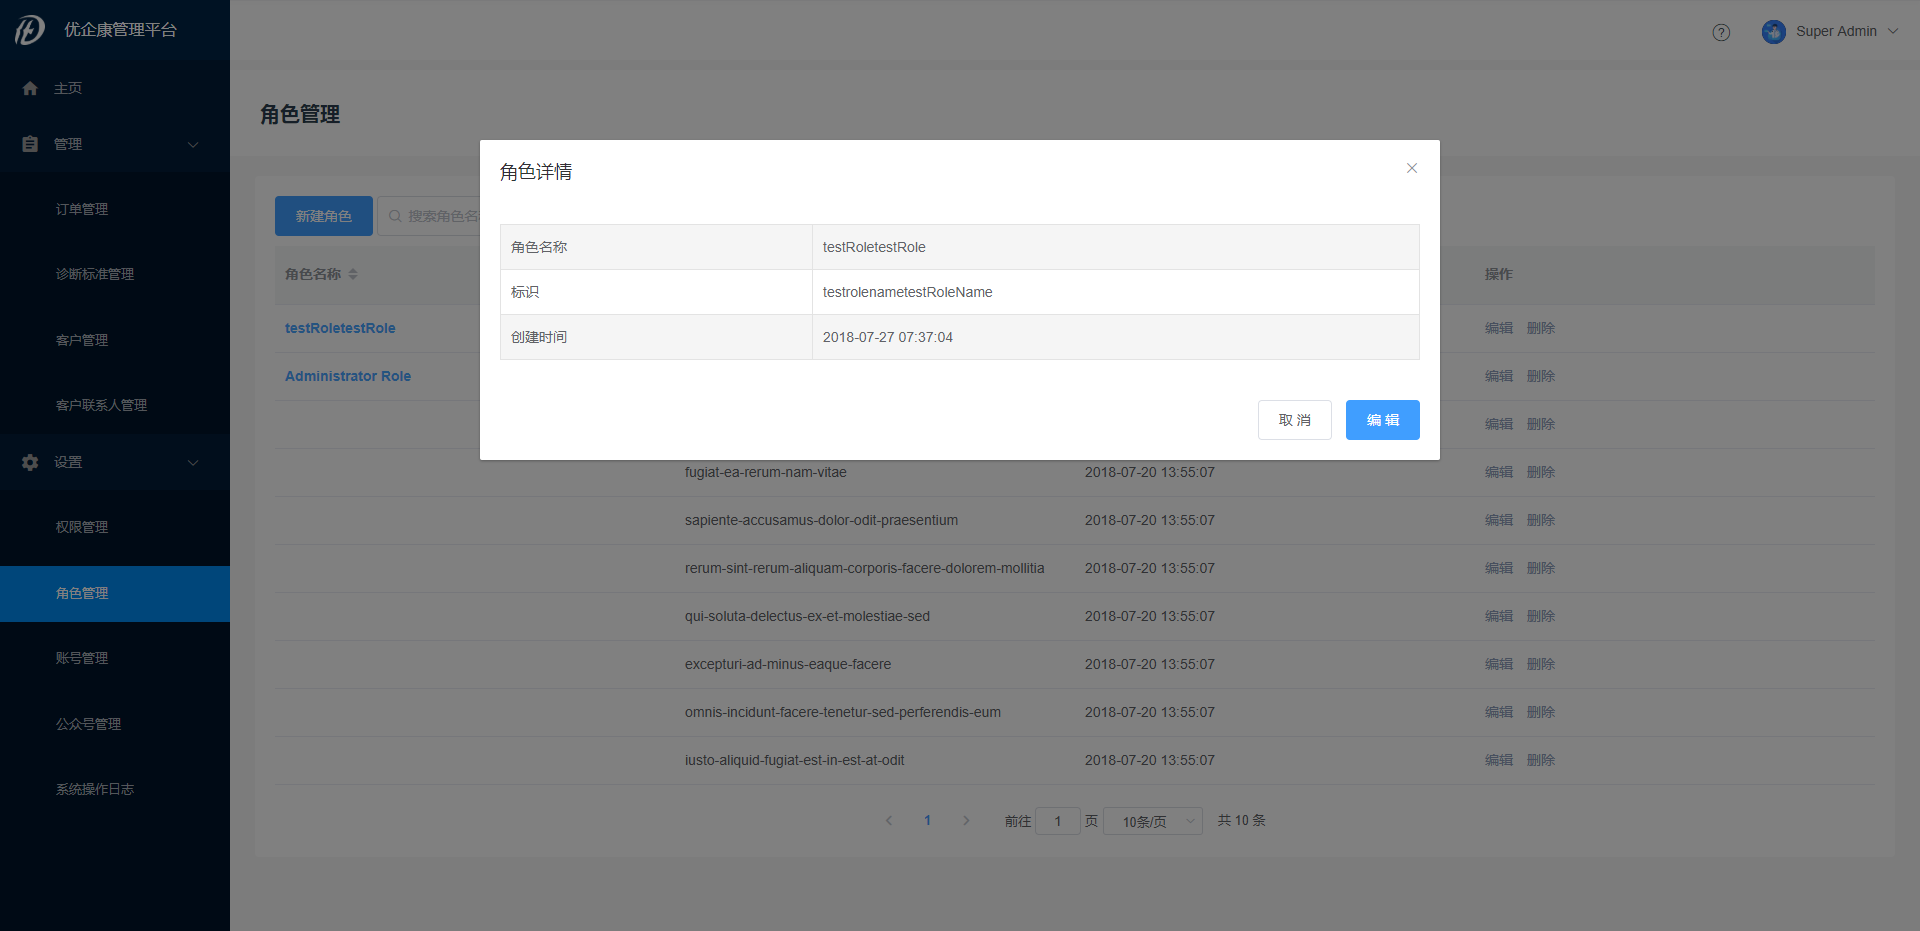 优企康管理平台
Super Admin
主页
管理
订单管理
诊断标准管理
客户管理
客户联系人管理
设置
权限管理
角色管理
账号管理
公众号管理
系统操作日志
角色管理
新建角色
搜索角色名
角色名称
操作
testRoletestRole
编辑 删除
Administrator Role
编辑 删除
编辑 删除
角色详情
角色名称 testRoletestRole
标识 testrolenametestRoleName
创建时间 2018-07-27 07:37:04
取 消
编 辑
fugiat-ea-rerum-nam-vitae 2018-07-20 13:55:07 编辑 删除
sapiente-accusamus-dolor-odit-praesentium 2018-07-20 13:55:07 编辑 删除
rerum-sint-rerum-aliquam-corporis-facere-dolorem-mollitia 2018-07-20 13:55:07 编辑 删除
qui-soluta-delectus-ex-et-molestiae-sed 2018-07-20 13:55:07 编辑 删除
excepturi-ad-minus-eaque-facere 2018-07-20 13:55:07 编辑 删除
omnis-incidunt-facere-tenetur-sed-perferendis-eum 2018-07-20 13:55:07 编辑 删除
iusto-aliquid-fugiat-est-in-est-at-odit 2018-07-20 13:55:07 编辑 删除
1 前往 1 页 10条/页 共 10 条